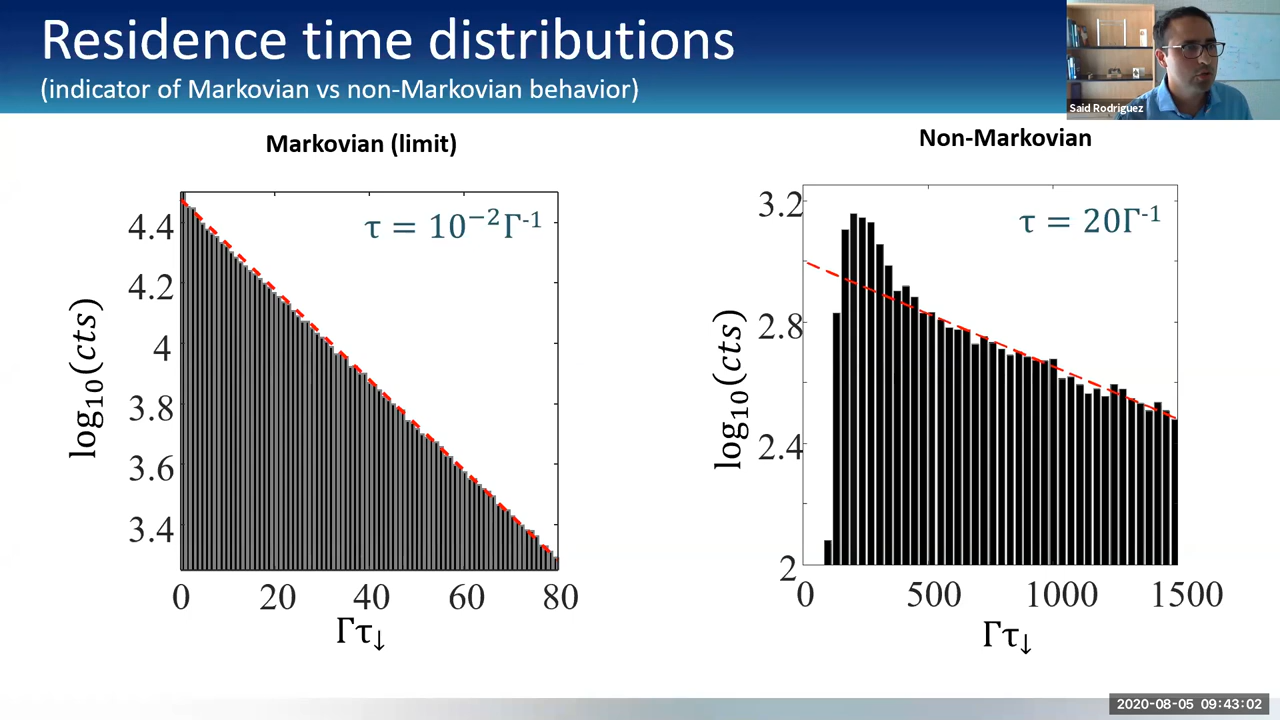 Residence time distributions
(indicator of Markovian vs non-Markovian behavior)
Said Rodriguez
Markovian (limit)
τ = 10⁻²Γ⁻¹
log₁₀(cts)
4.4
4.2
4
3.8
3.6
3.4
0 20 40 60 80
Γτ↓
Non-Markovian
τ = 20Γ⁻¹
log₁₀(cts)
3.2
2.8
2.4
2
0 500 1000 1500
Γτ↓
2020-08-05 09:43:02